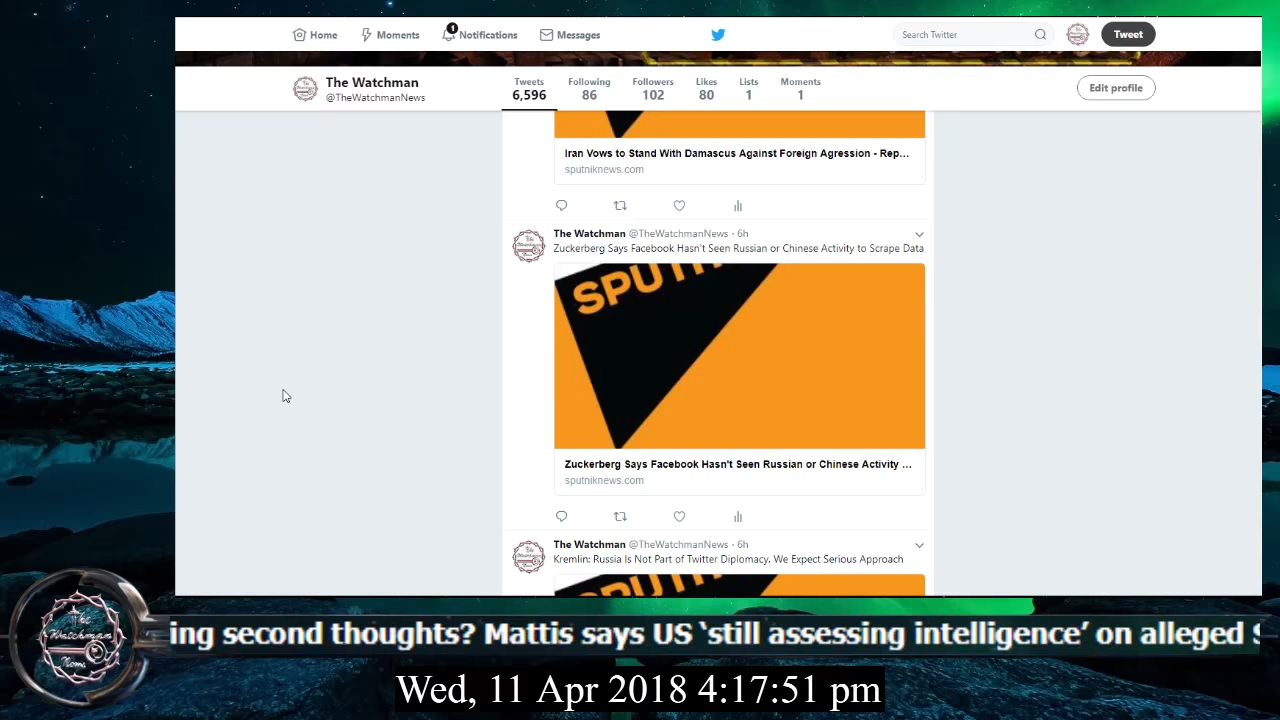 Home
Moments
1
Notifications
Messages
Search Twitter
Tweet
The Watchman
@TheWatchmanNews
Tweets
6,596
Following
86
Followers
102
Likes
80
Lists
1
Moments
1
Edit profile
Iran Vows to Stand With Damascus Against Foreign Agression - Rep...
sputniknews.com
The Watchman @TheWatchmanNews · 6h
Zuckerberg Says Facebook Hasn't Seen Russian or Chinese Activity to Scrape Data
SPUTN
Zuckerberg Says Facebook Hasn't Seen Russian or Chinese Activity ...
sputniknews.com
The Watchman @TheWatchmanNews · 6h
Kremlin: Russia Is Not Part of Twitter Diplomacy, We Expect Serious Approach
The
Watchman
News
ing second thoughts? Mattis says US ‘still assessing intelligence’ on alleged S
Wed, 11 Apr 2018 4:17:51 pm